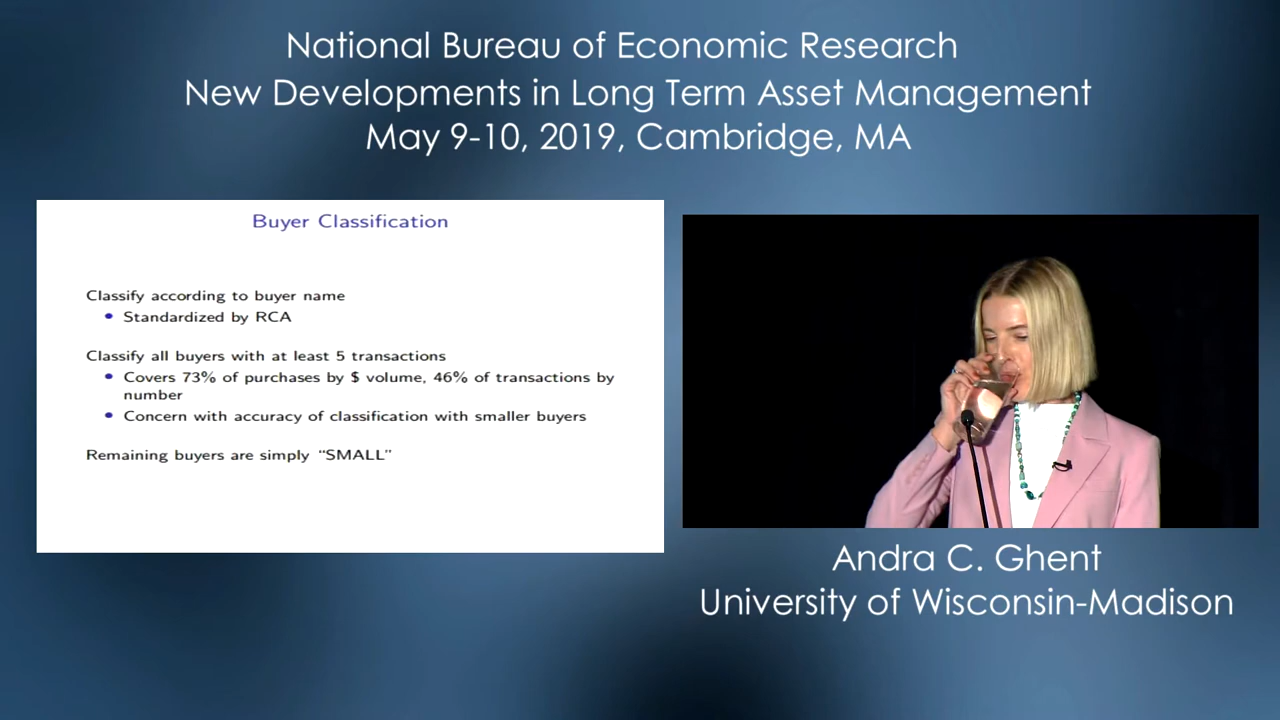 National Bureau of Economic Research
New Developments in Long Term Asset Management
May 9-10, 2019, Cambridge, MA
Buyer Classification
Classify according to buyer name
• Standardized by RCA
Classify all buyers with at least 5 transactions
• Covers 73% of purchases by $ volume, 46% of transactions by
number
• Concern with accuracy of classification with smaller buyers
Remaining buyers are simply “SMALL”
Andra C. Ghent
University of Wisconsin-Madison